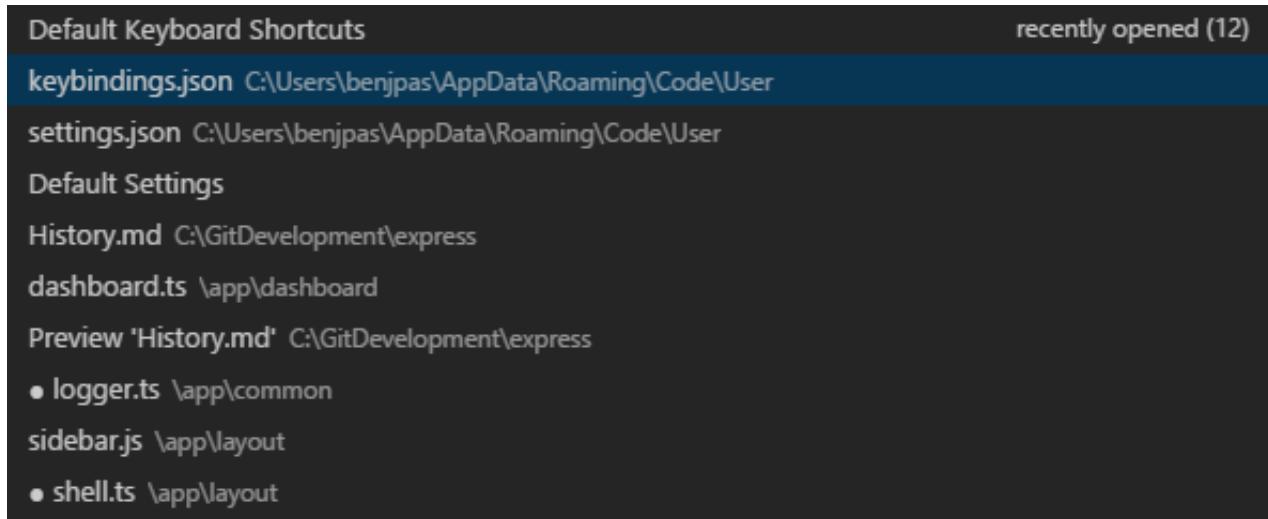 Default Keyboard Shortcuts recently opened (12)
keybindings.json C:\Users\benjpas\AppData\Roaming\Code\User
settings.json C:\Users\benjpas\AppData\Roaming\Code\User
Default Settings
History.md C:\GitDevelopment\express
dashboard.ts \app\dashboard
Preview 'History.md' C:\GitDevelopment\express
● logger.ts \app\common
sidebar.js \app\layout
● shell.ts \app\layout